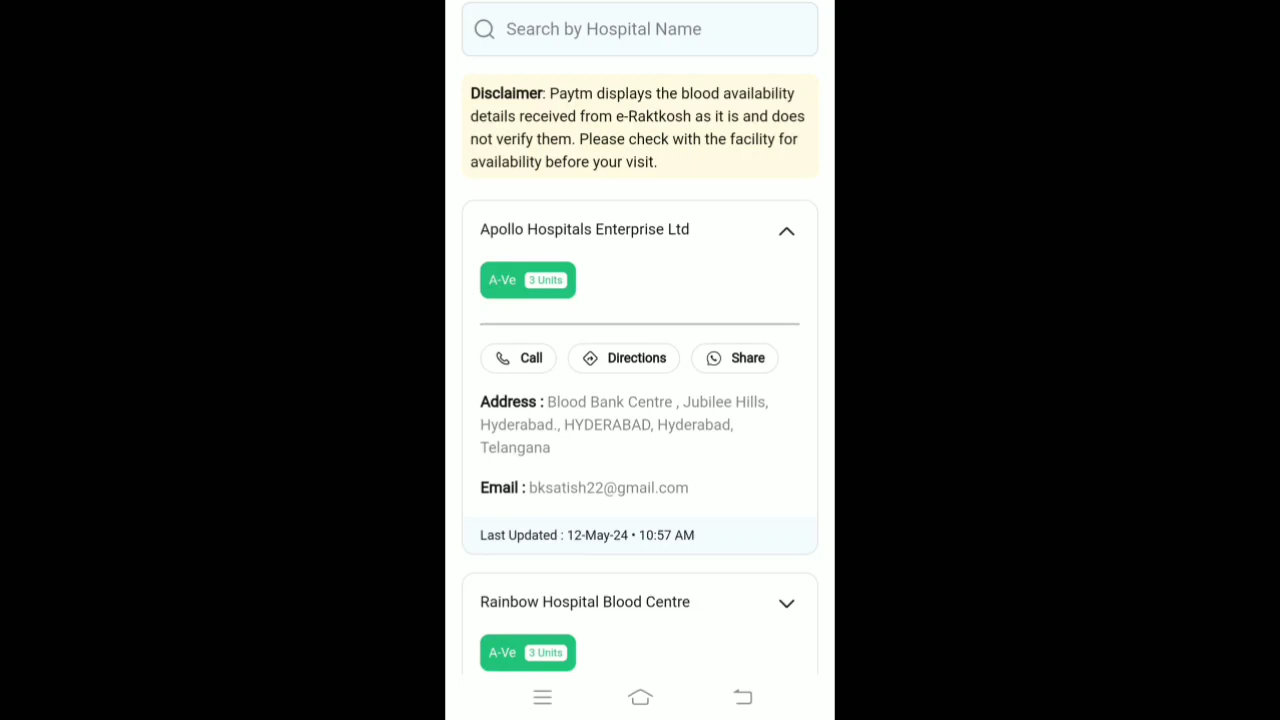 Search by Hospital Name
Disclaimer: Paytm displays the blood availability
details received from e-Raktkosh as it is and does
not verify them. Please check with the facility for
availability before your visit.
Apollo Hospitals Enterprise Ltd
A-Ve 3 Units
Call Directions Share
Address : Blood Bank Centre , Jubilee Hills,
Hyderabad., HYDERABAD, Hyderabad,
Telangana
Email : bksatish22@gmail.com
Last Updated : 12-May-24 • 10:57 AM
Rainbow Hospital Blood Centre
A-Ve 3 Units